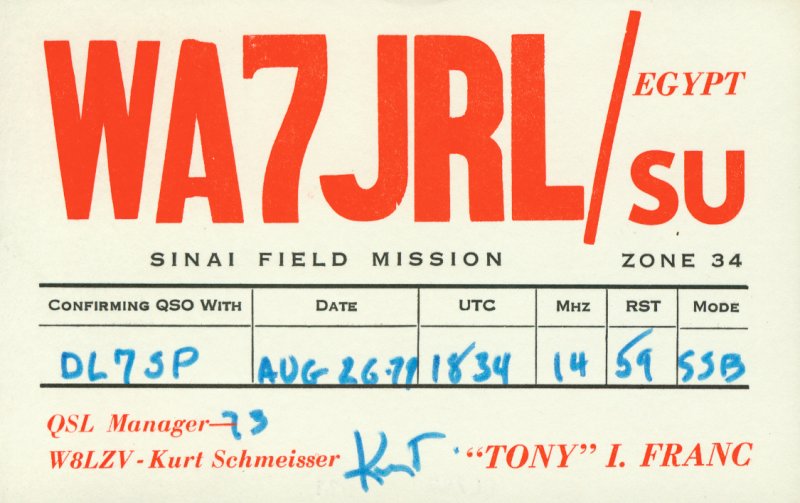 WA7JRL/SU
EGYPT
SINAI FIELD MISSION ZONE 34
CONFIRMING QSO WITH DATE UTC MHZ RST MODE
DL7SP AUG 26-79 1834 14 59 SSB
QSL Manager—73
W8LZV - Kurt Schmeisser Kurt "TONY" I. FRANC